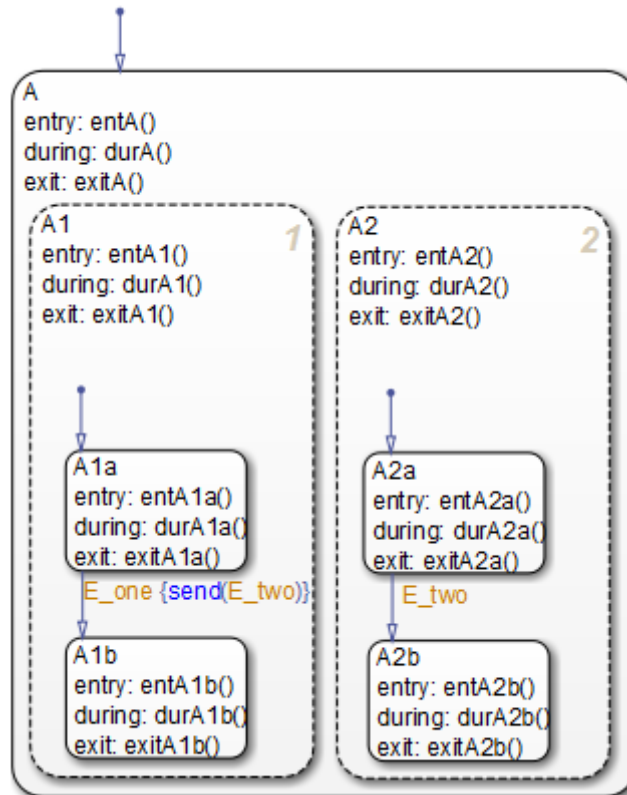 A
entry: entA()
during: durA()
exit: exitA()
A1
1
entry: entA1()
during: durA1()
exit: exitA1()
A1a
entry: entA1a()
during: durA1a()
exit: exitA1a()
E_one {send(E_two)}
A1b
entry: entA1b()
during: durA1b()
exit: exitA1b()
A2
2
entry: entA2()
during: durA2()
exit: exitA2()
A2a
entry: entA2a()
during: durA2a()
exit: exitA2a()
E_two
A2b
entry: entA2b()
during: durA2b()
exit: exitA2b()